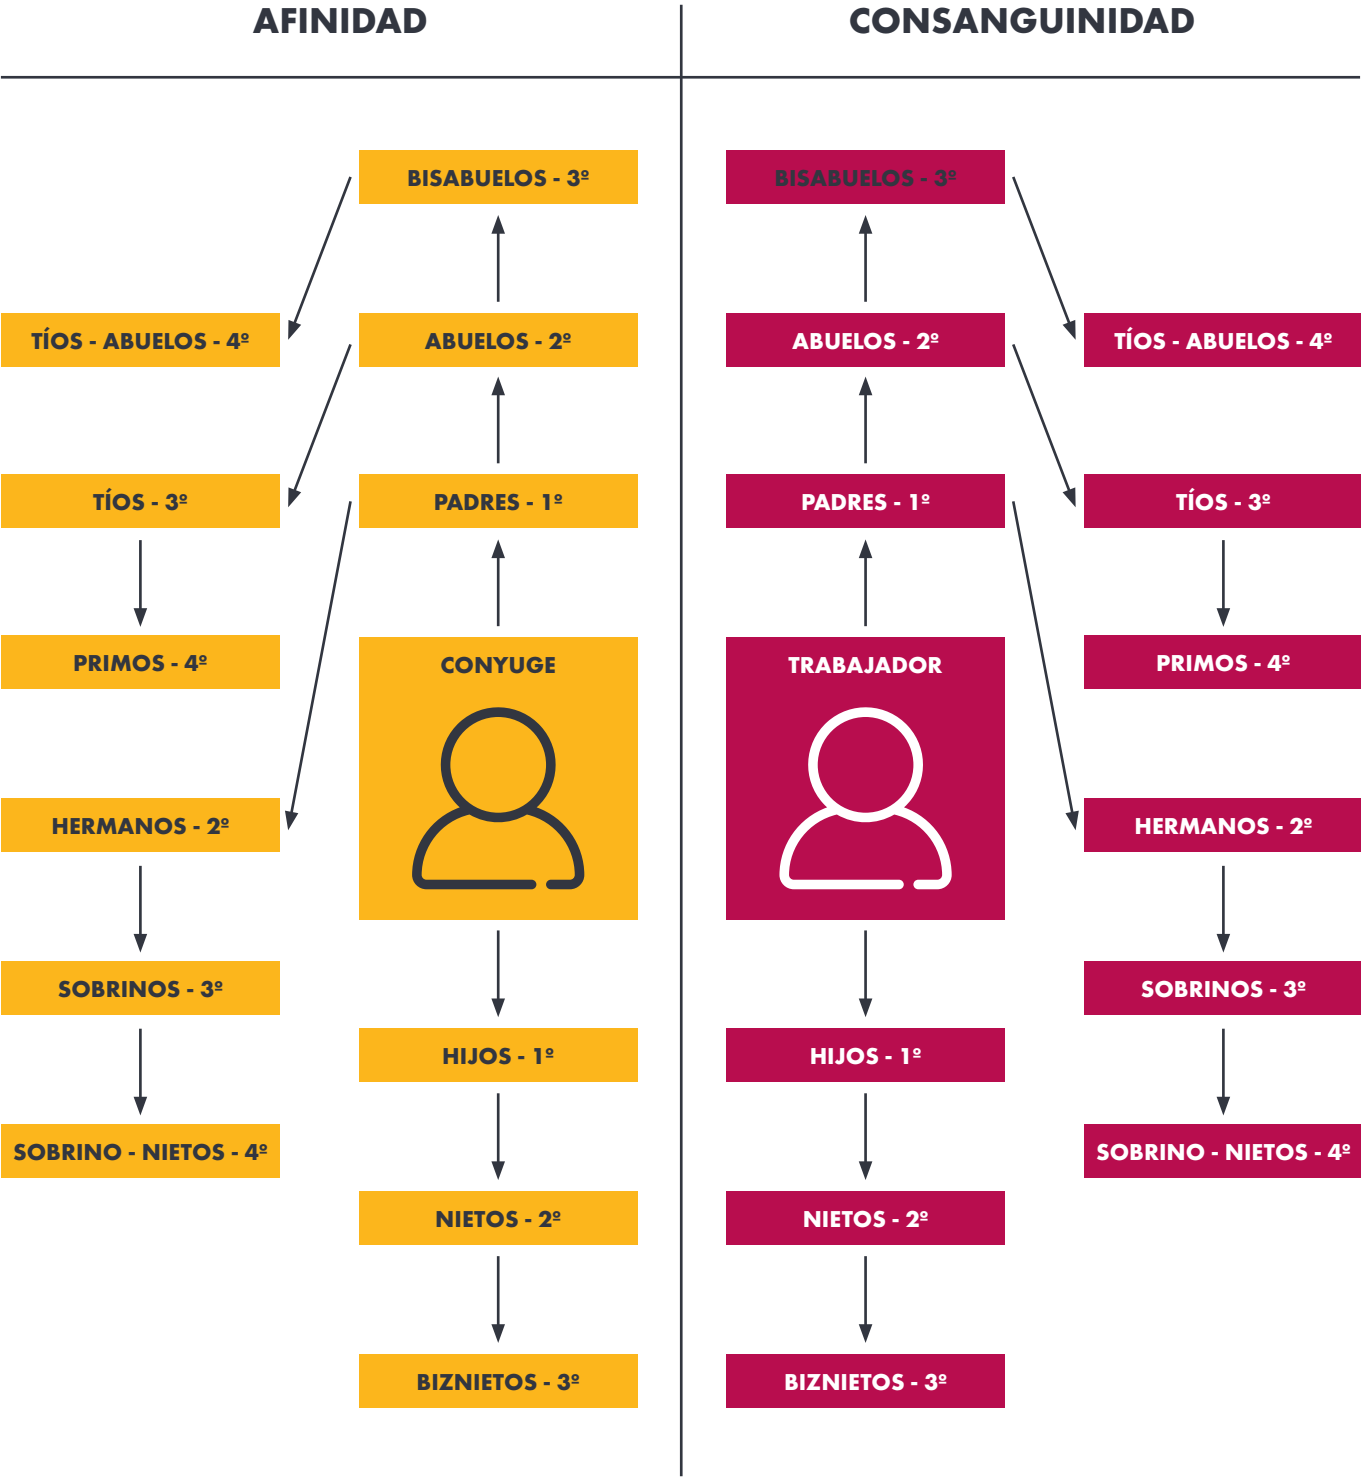 AFINIDAD
CONSANGUINIDAD
BISABUELOS - 3º
BISABUELOS - 3º
TÍOS - ABUELOS - 4º
ABUELOS - 2º
ABUELOS - 2º
TÍOS - ABUELOS - 4º
TÍOS - 3º
PADRES - 1º
PADRES - 1º
TÍOS - 3º
PRIMOS - 4º
CONYUGE
TRABAJADOR
PRIMOS - 4º
HERMANOS - 2º
HERMANOS - 2º
SOBRINOS - 3º
SOBRINOS - 3º
HIJOS - 1º
HIJOS - 1º
SOBRINO - NIETOS - 4º
SOBRINO - NIETOS - 4º
NIETOS - 2º
NIETOS - 2º
BIZNIETOS - 3º
BIZNIETOS - 3º